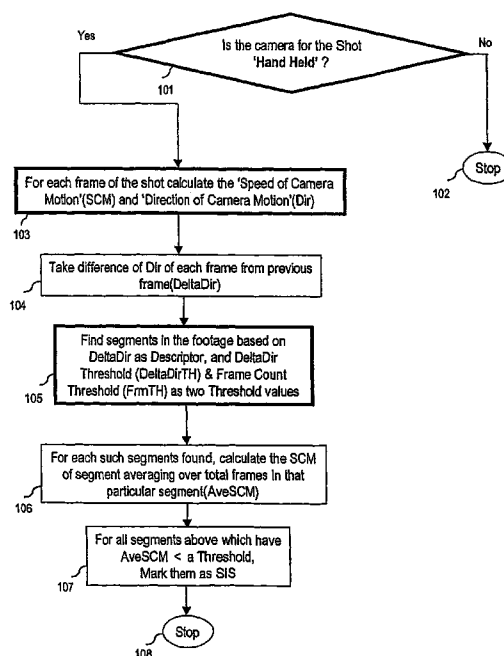 Yes
Is the camera for the Shot
'Hand Held' ?
No
101
Stop
102
For each frame of the shot calculate the 'Speed of Camera
Motion'(SCM) and 'Direction of Camera Motion'(Dir)
103
Take difference of Dir of each frame from previous
frame(DeltaDir)
104
Find segments in the footage based on
DeltaDir as Descriptor, and DeltaDir
Threshold (DeltaDirTH) & Frame Count
Threshold (FrmTH) as two Threshold values
105
For each such segments found, calculate the SCM
of segment averaging over total frames in that
particular segment(AveSCM)
106
For all segments above which have
AveSCM < a Threshold,
Mark them as SIS
107
Stop
108